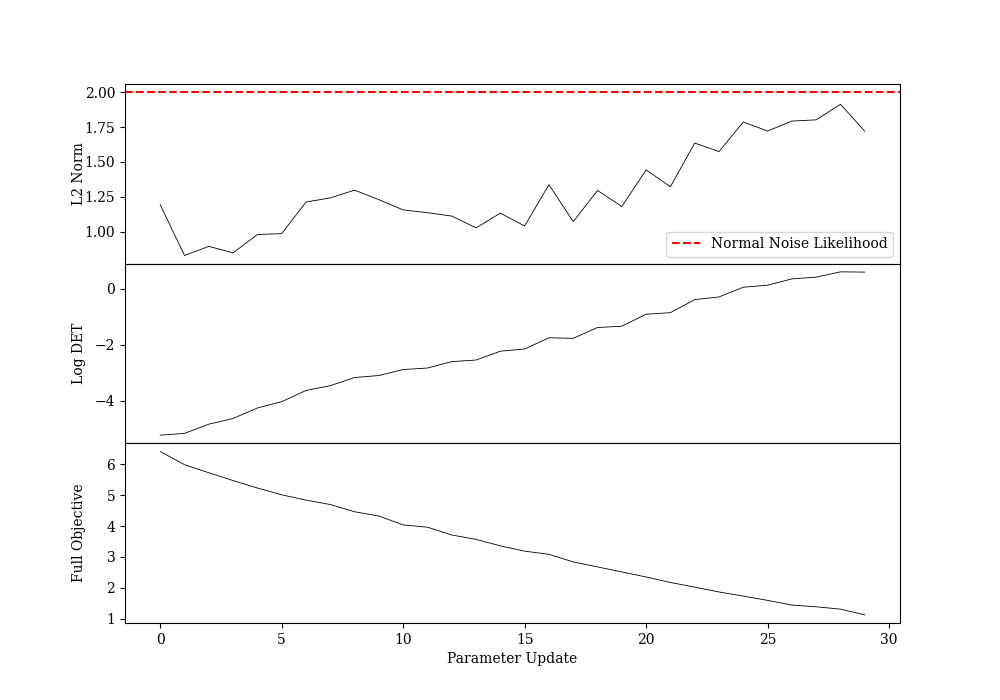 2.00
1.75
1.50
1.25
1.00
L2 Norm
Normal Noise Likelihood
0
−2
−4
Log DET
6
5
4
3
2
1
Full Objective
0 5 10 15 20 25 30
Parameter Update